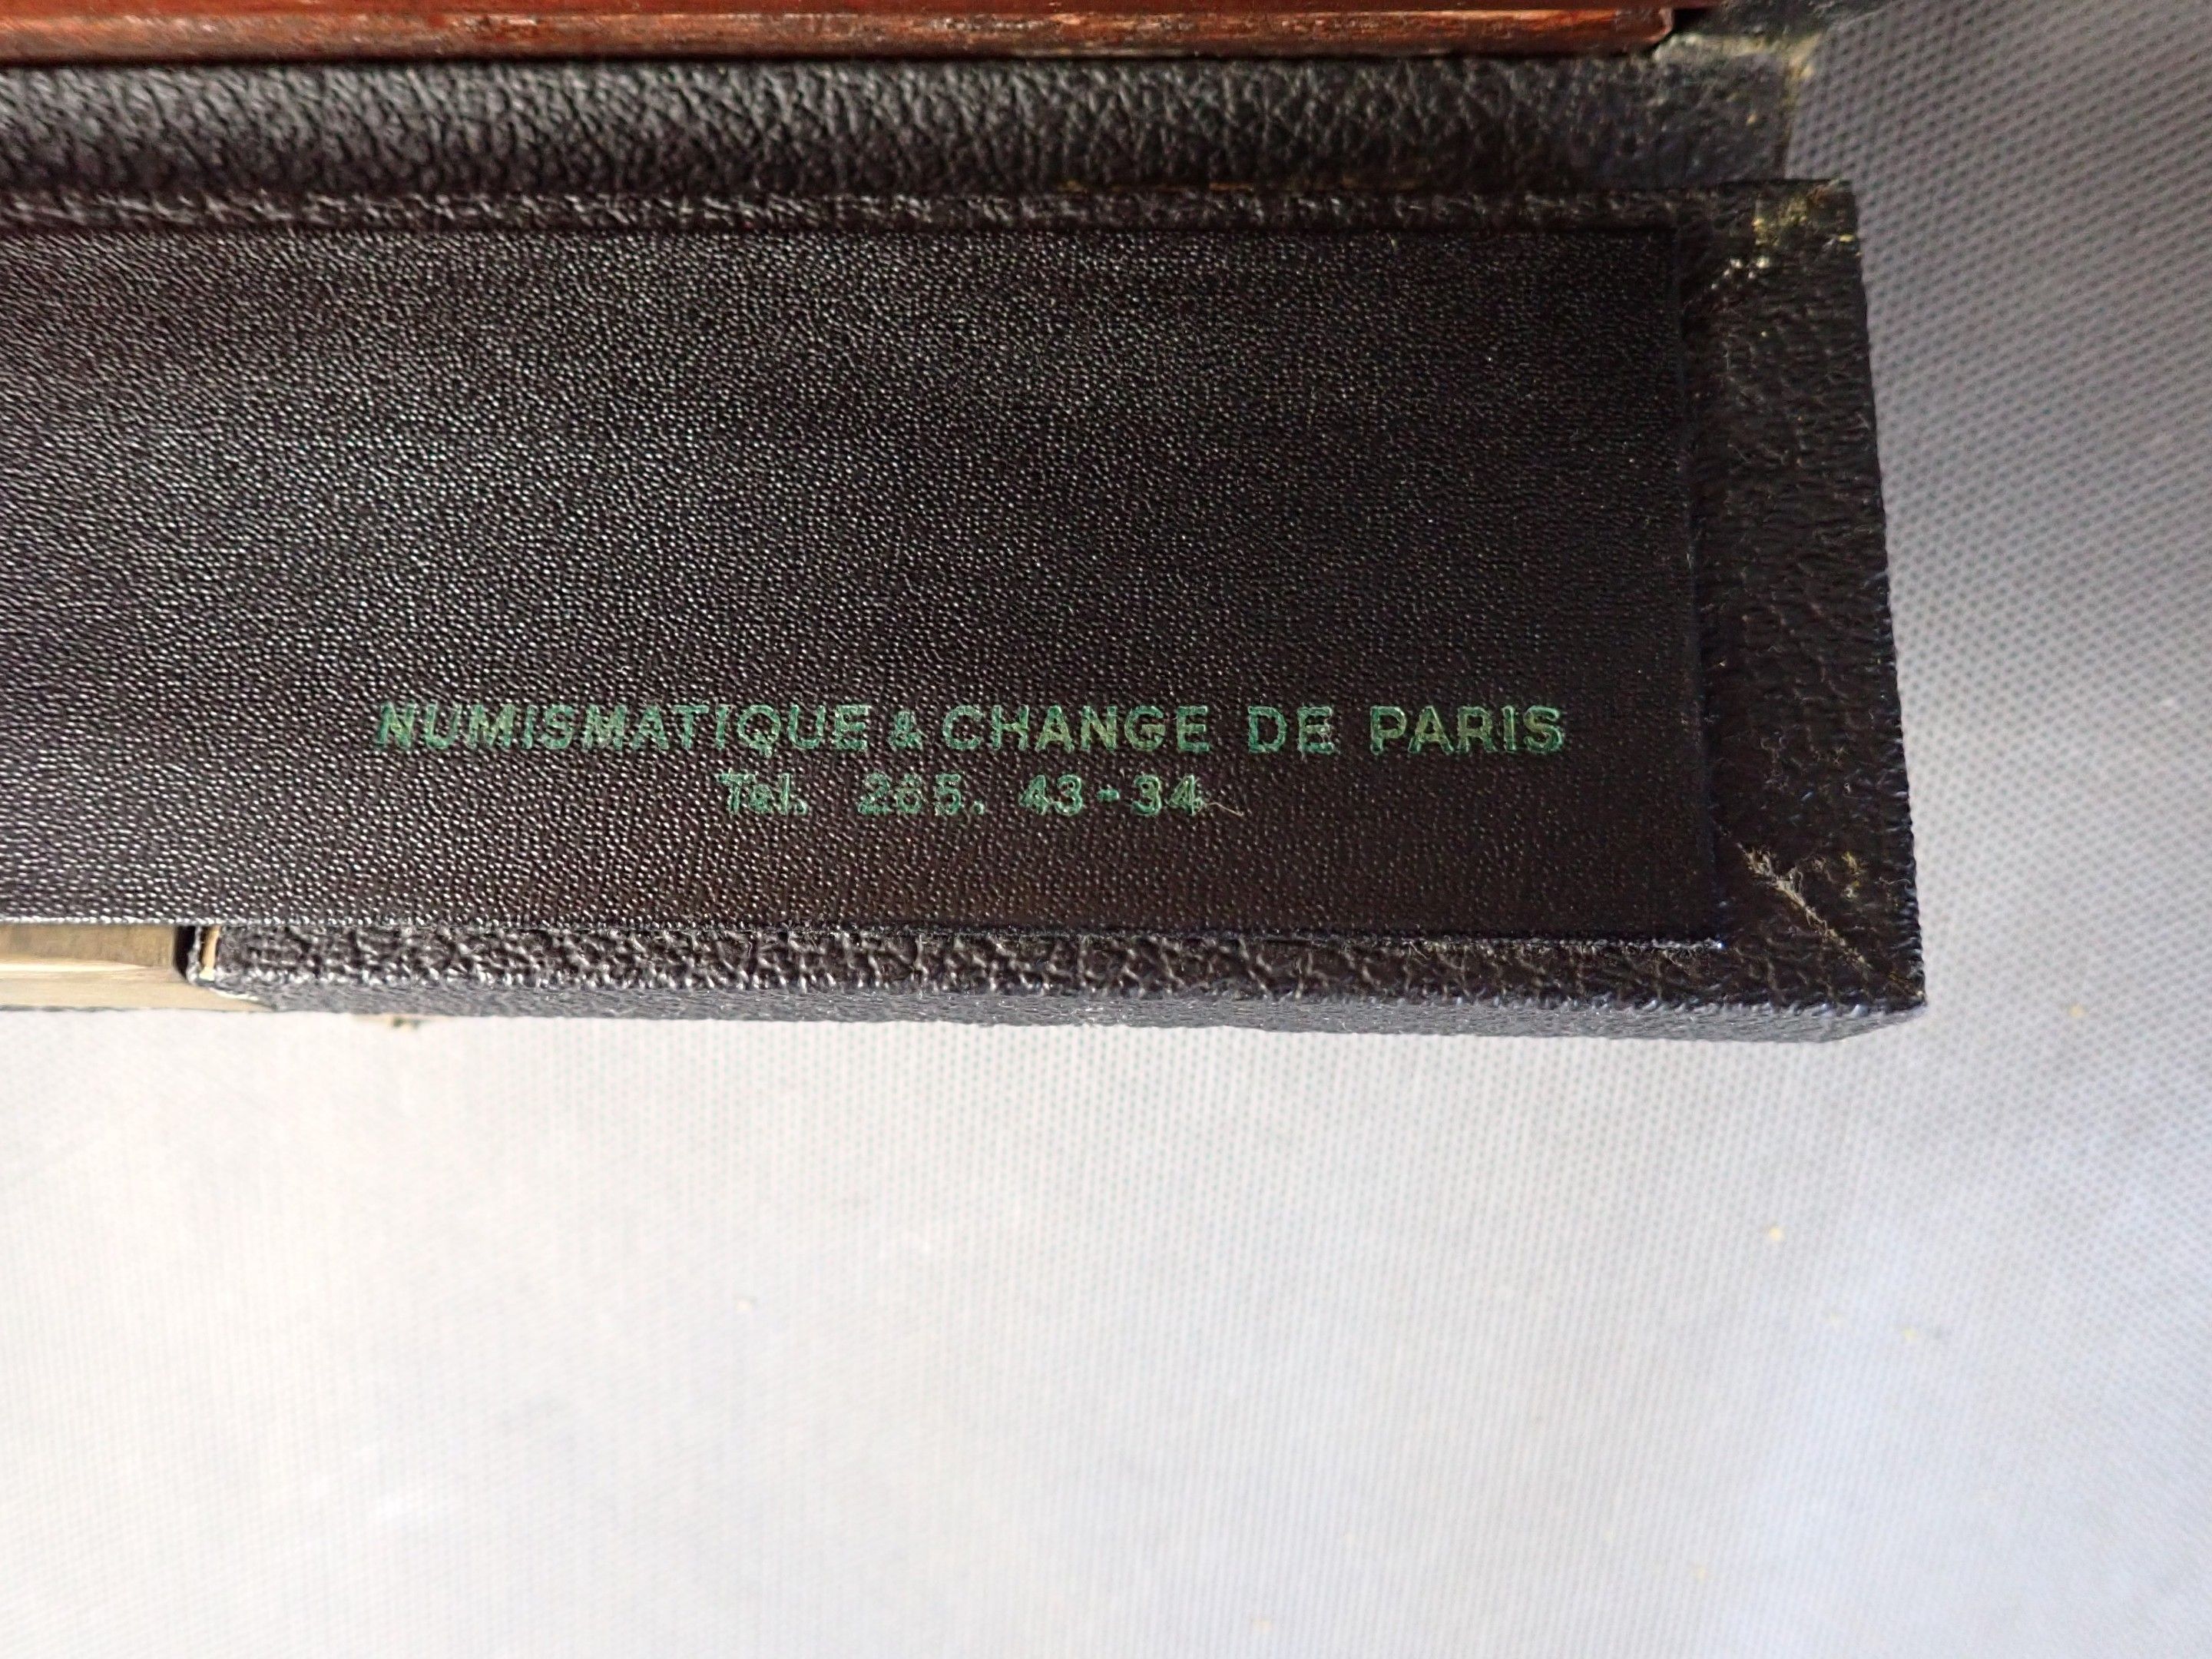 NUMISMATIQUE & CHANGE DE PARIS
Tel. 265. 43-34